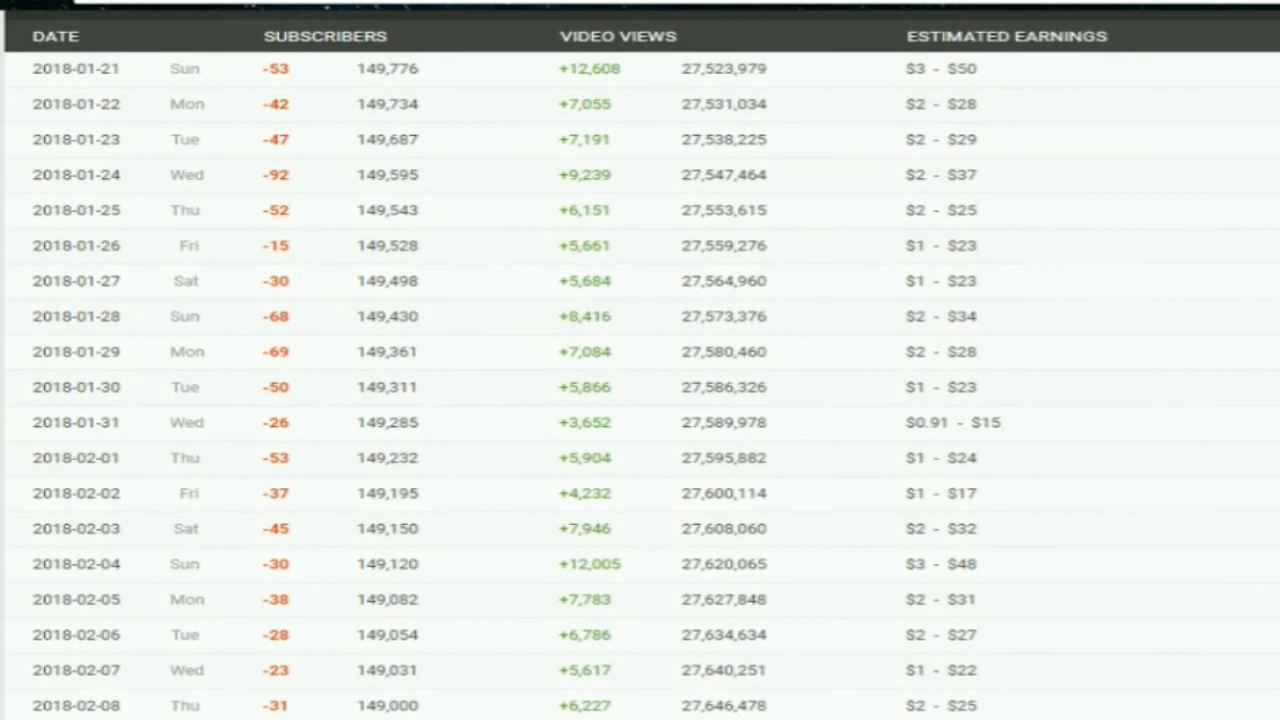 DATE SUBSCRIBERS VIDEO VIEWS ESTIMATED EARNINGS
2018-01-21 Sun -53 149,776 +12,608 27,523,979 $3 - $50
2018-01-22 Mon -42 149,734 +7,055 27,531,034 $2 - $28
2018-01-23 Tue -47 149,687 +7,191 27,538,225 $2 - $29
2018-01-24 Wed -92 149,595 +9,239 27,547,464 $2 - $37
2018-01-25 Thu -52 149,543 +6,151 27,553,615 $2 - $25
2018-01-26 Fri -15 149,528 +5,661 27,559,276 $1 - $23
2018-01-27 Sat -30 149,498 +5,684 27,564,960 $1 - $23
2018-01-28 Sun -68 149,430 +8,416 27,573,376 $2 - $34
2018-01-29 Mon -69 149,361 +7,084 27,580,460 $2 - $28
2018-01-30 Tue -50 149,311 +5,866 27,586,326 $1 - $23
2018-01-31 Wed -26 149,285 +3,652 27,589,978 $0.91 - $15
2018-02-01 Thu -53 149,232 +5,904 27,595,882 $1 - $24
2018-02-02 Fri -37 149,195 +4,232 27,600,114 $1 - $17
2018-02-03 Sat -45 149,150 +7,946 27,608,060 $2 - $32
2018-02-04 Sun -30 149,120 +12,005 27,620,065 $3 - $48
2018-02-05 Mon -38 149,082 +7,783 27,627,848 $2 - $31
2018-02-06 Tue -28 149,054 +6,786 27,634,634 $2 - $27
2018-02-07 Wed -23 149,031 +5,617 27,640,251 $1 - $22
2018-02-08 Thu -31 149,000 +6,227 27,646,478 $2 - $25